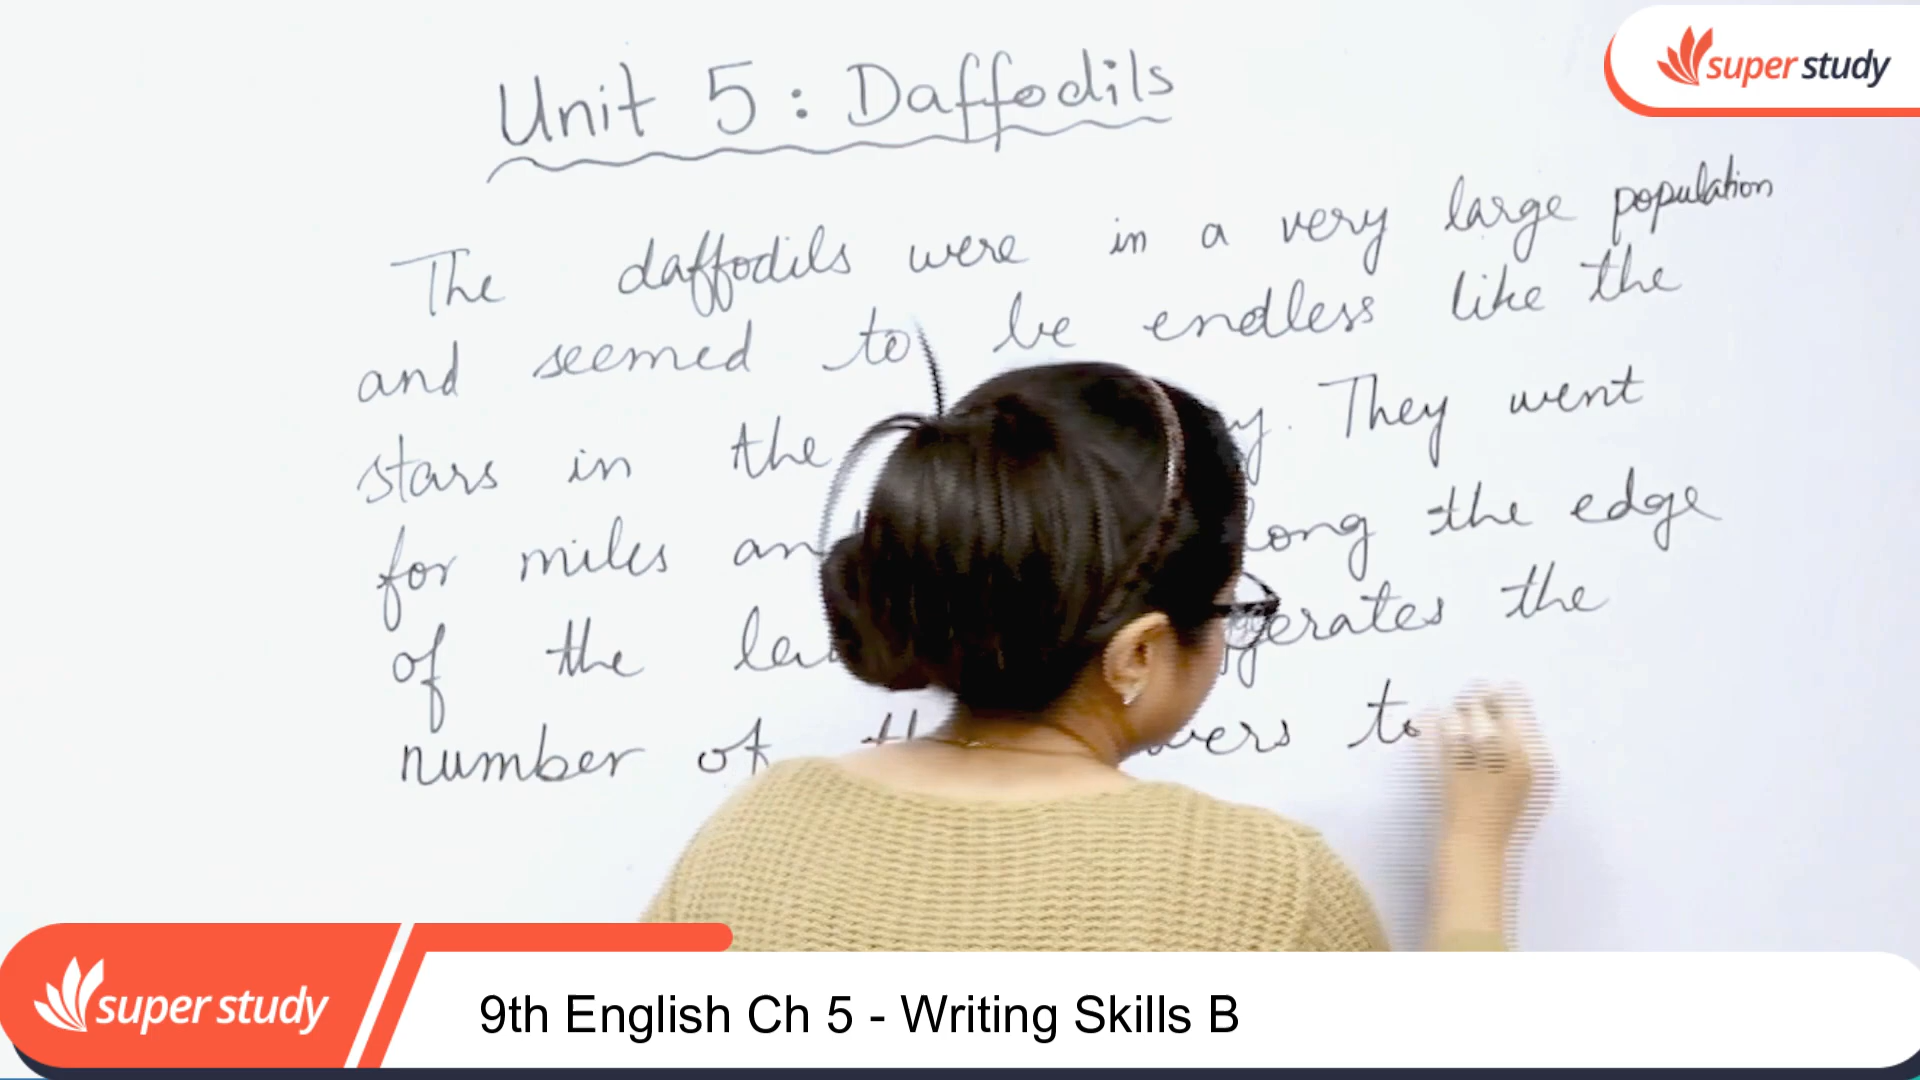 Unit 5 : Daffodils
super study
The daffodils were in a very large population
and seemed to be endless like the
stars in the They went
for miles the edge
of the the
number of to
super study
9th English Ch 5 - Writing Skills B